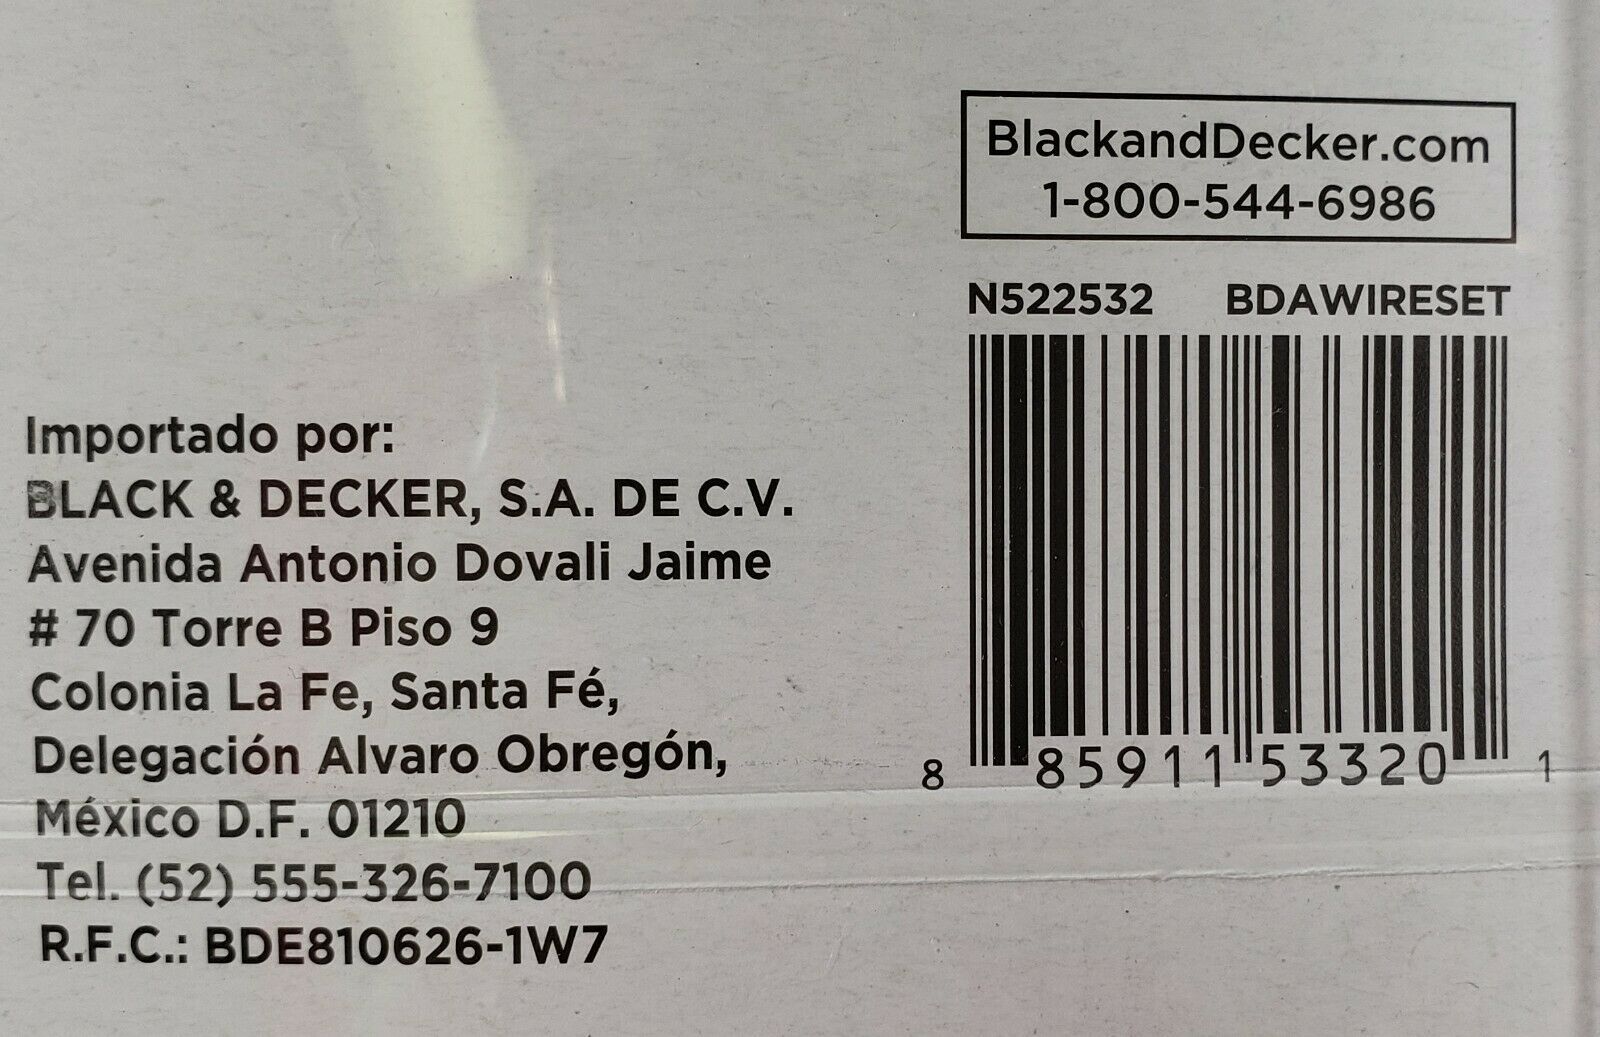 BlackandDecker.com
1-800-544-6986
N522532 BDAWIRESET
8 85911 53320 1
Importado por:
BLACK & DECKER, S.A. DE C.V.
Avenida Antonio Dovali Jaime
# 70 Torre B Piso 9
Colonia La Fe, Santa Fé,
Delegación Alvaro Obregón,
México D.F. 01210
Tel. (52) 555-326-7100
R.F.C.: BDE810626-1W7